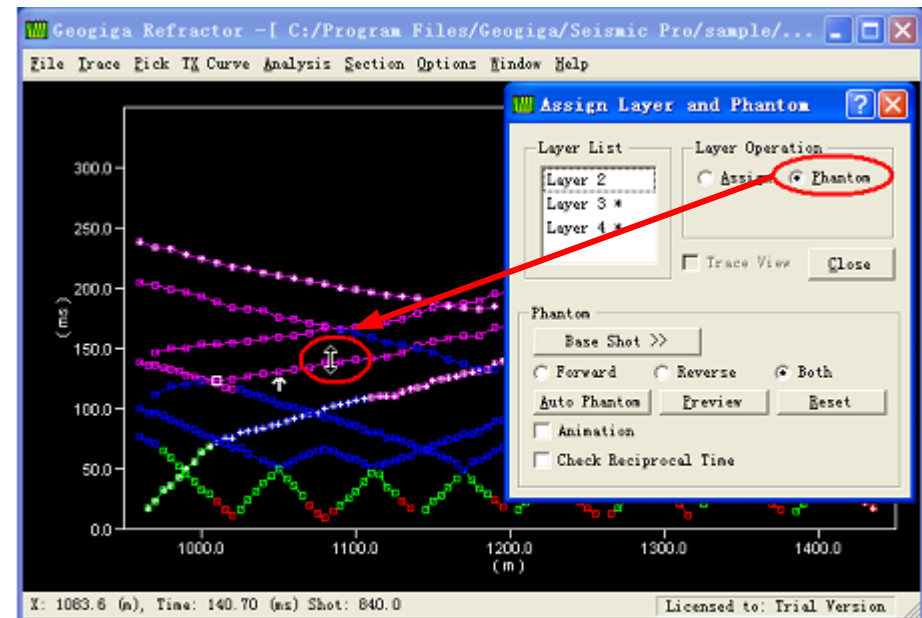 Geogiga Refractor -[ C:/Program Files/Geogiga/Seismic Pro/sample/...
File Trace Pick TX Curve Analysis Section Options Window Help
Assign Layer and Phantom
Layer List
Layer 2
Layer 3 *
Layer 4 *
Layer Operation
Assign
Phantom
Trace View
Close
Phantom
Base Shot >>
Forward Reverse Both
Auto Phantom Preview Reset
Animation
Check Reciprocal Time
300.0
250.0
200.0
150.0
100.0
50.0
0.0
(ms)
1000.0 1100.0 1200.0 1300.0 1400.0
(m)
X: 1083.6 (m), Time: 140.70 (ms) Shot: 840.0
Licensed to: Trial Version